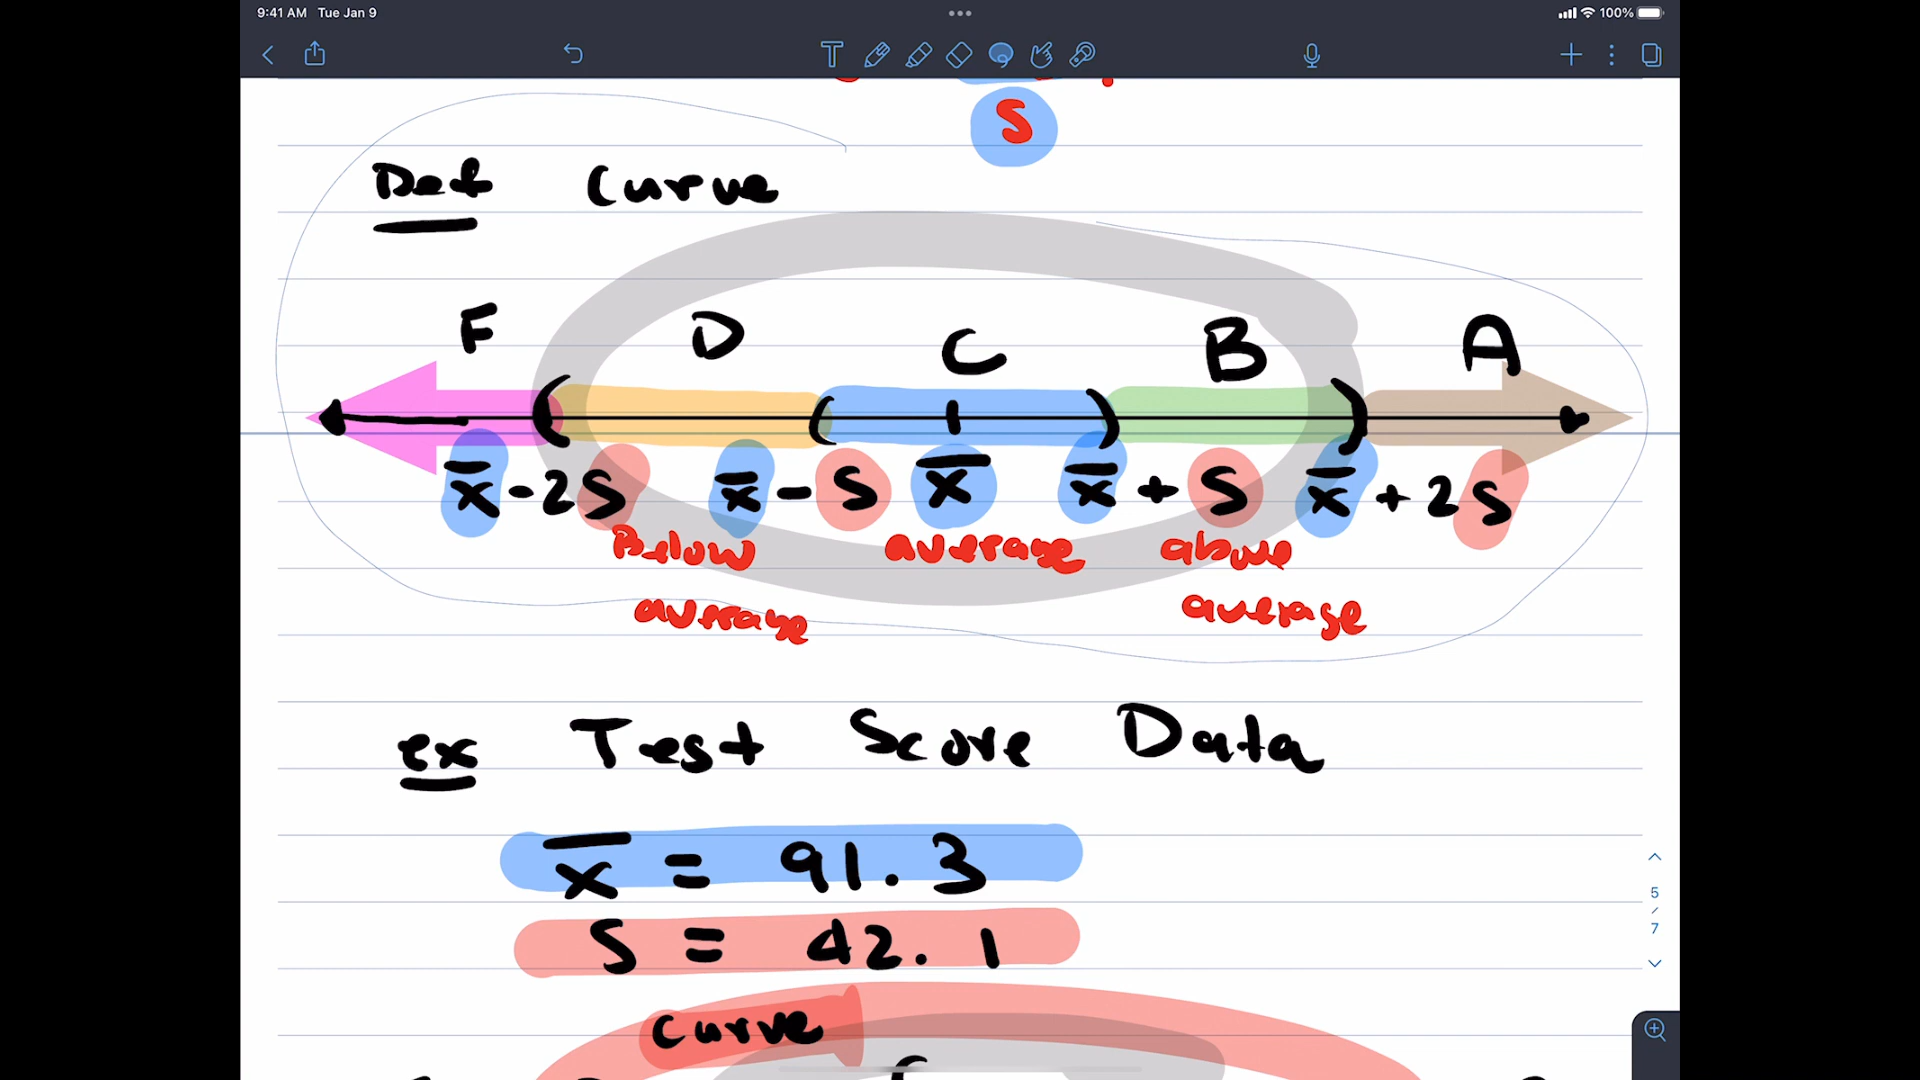 9:41 AM Tue Jan 9
100%
S
Def Curve
F D C B A
x̄ - 2S x̄ - S x̄ x̄ + S x̄ + 2S
Below average above
average average
ex Test Score Data
x̄ = 91.3
S = 42.1
5
/
7
Curve